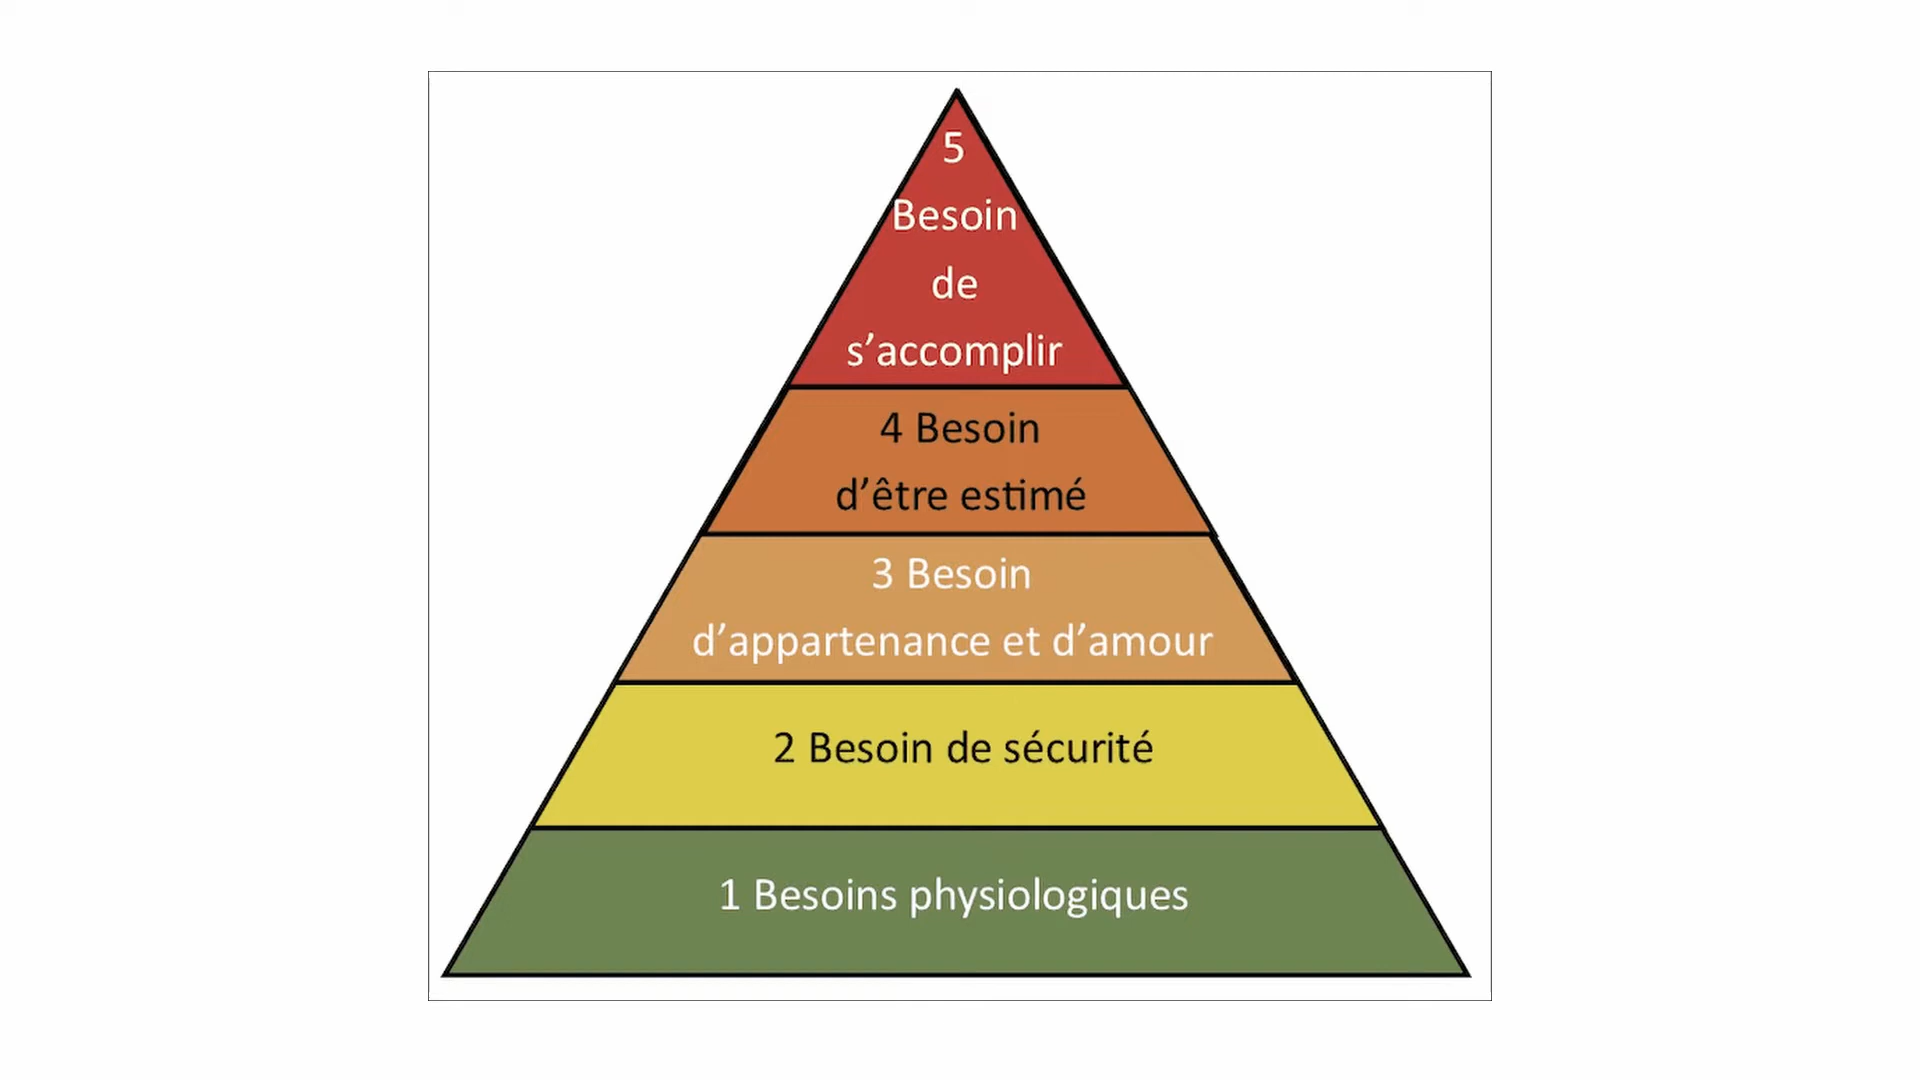 5
Besoin
de
s’accomplir
4 Besoin
d’être estimé
3 Besoin
d’appartenance et d’amour
2 Besoin de sécurité
1 Besoins physiologiques